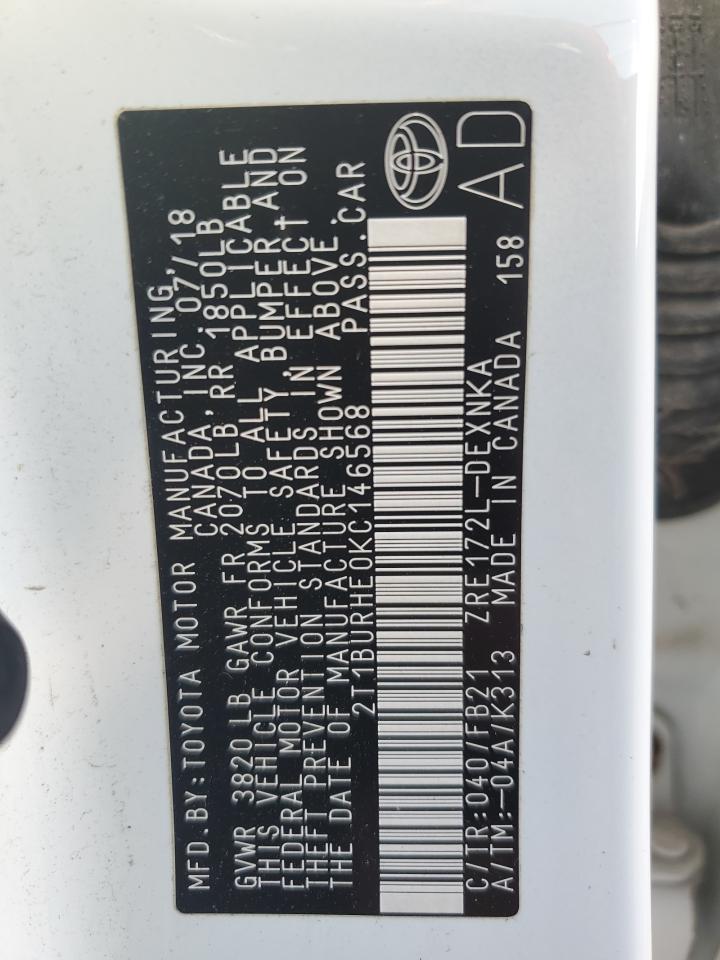 MFD.BY:TOYOTA MOTOR MANUFACTURING,
CANADA, INC. 07/18
GVWR 3820 LB GAWR FR 2070LB RR 1850LB
THIS VEHICLE CONFORMS TO ALL APPLICABLE
FEDERAL MOTOR VEHICLE SAFETY, BUMPER, AND
THEFT PREVENTION STANDARDS IN EFFECT ON
THE DATE OF MANUFACTURE SHOWN ABOVE.
2T1BURHE0KC146568 PASS.CAR
C/TR:040/FB21 ZRE172L-DEXNKA
A/TM:-04A/K313 MADE IN CANADA 158
AD